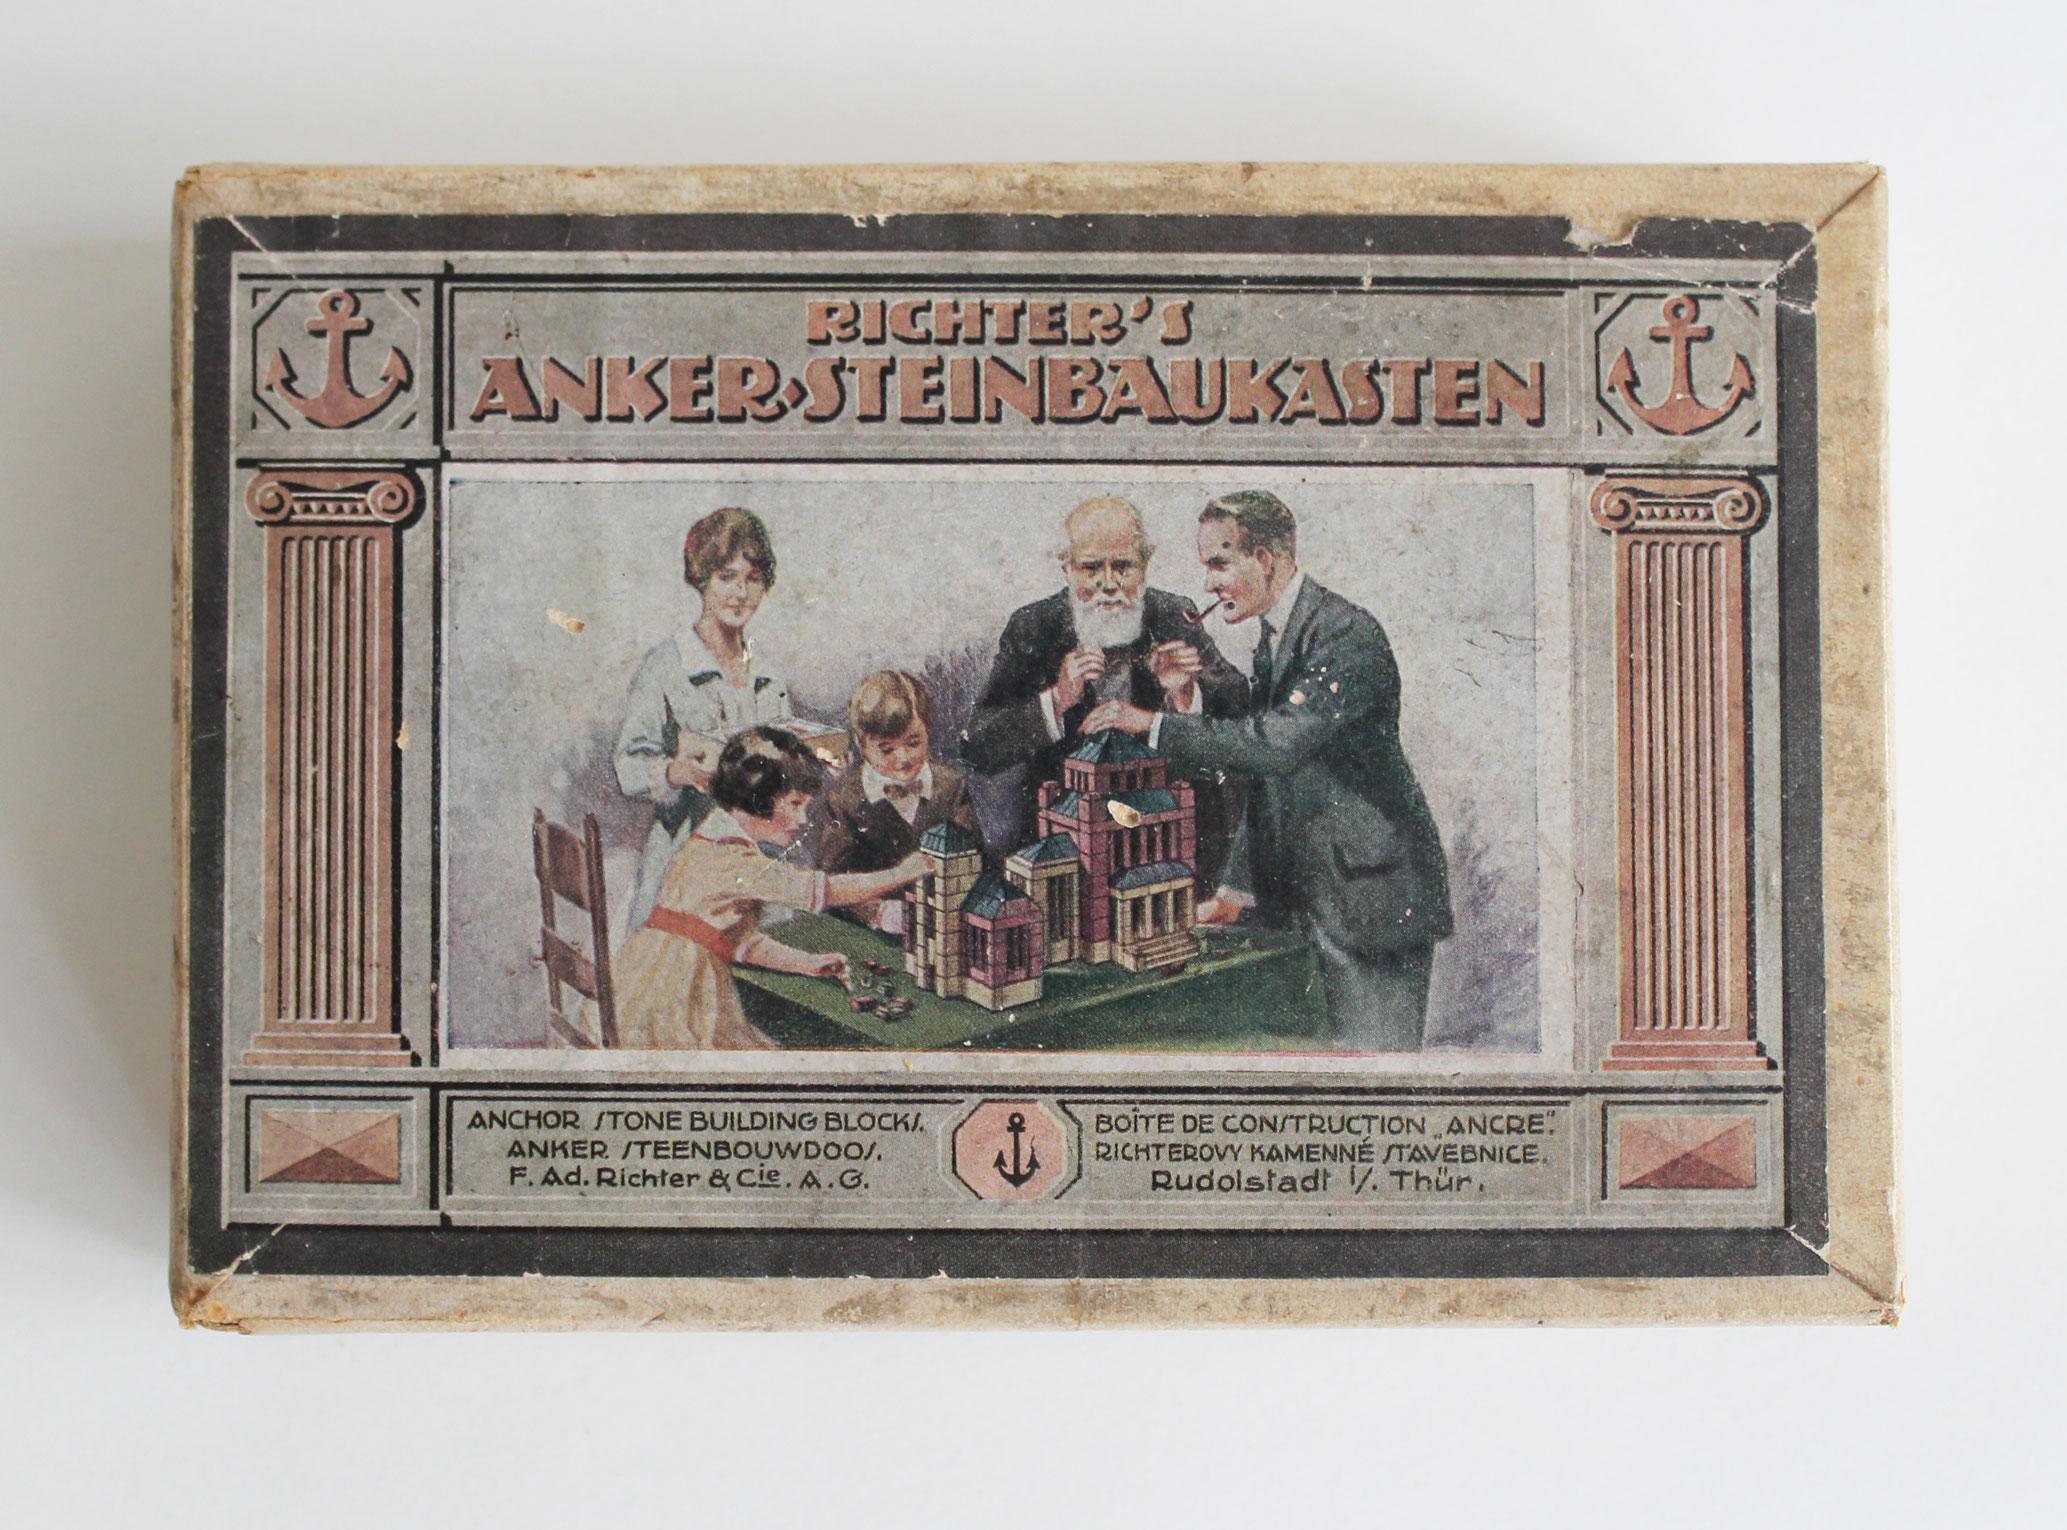 RICHTER'S
ANKER•STEINBAUKASTEN
ANCHOR STONE BUILDING BLOCKS.
ANKER STEENBOUWDOOS.
F. Ad. Richter & Cie. A. G.
BOÎTE DE CONSTRUCTION „ANCRE“.
RICHTEROVY KAMENNÉ STAVEBNICE.
Rudolstadt i/. Thür.